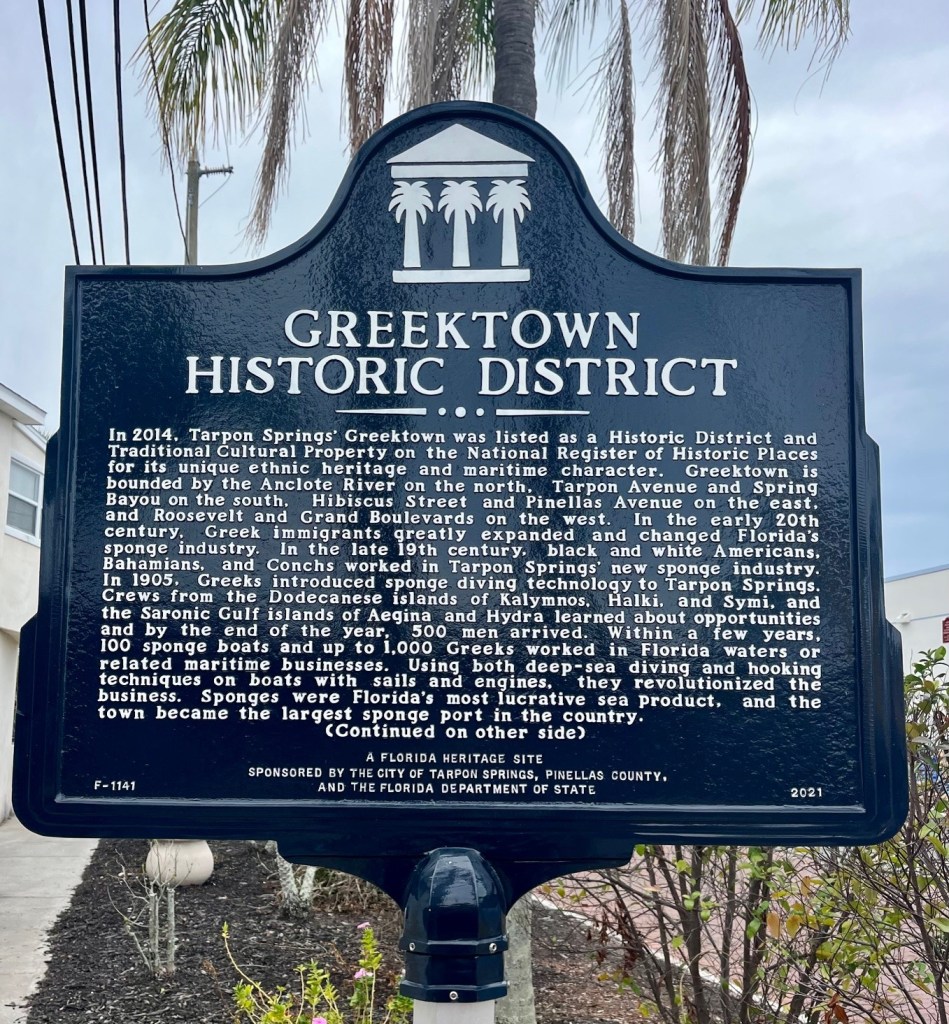 GREEKTOWN
HISTORIC DISTRICT
In 2014, Tarpon Springs' Greektown was listed as a Historic District and
Traditional Cultural Property on the National Register of Historic Places
for its unique ethnic heritage and maritime character. Greektown is
bounded by the Anclote River on the north, Tarpon Avenue and Spring
Bayou on the south, Hibiscus Street and Pinellas Avenue on the east,
and Roosevelt and Grand Boulevards on the west. In the early 20th
century, Greek immigrants greatly expanded and changed Florida's
sponge industry. In the late 19th century, black and white Americans,
Bahamians, and Conchs worked in Tarpon Springs' new sponge industry.
In 1905, Greeks introduced sponge diving technology to Tarpon Springs.
Crews from the Dodecanese islands of Kalymnos, Halki, and Symi, and
the Saronic Gulf islands of Aegina and Hydra learned about opportunities
and by the end of the year, 500 men arrived. Within a few years,
100 sponge boats and up to 1,000 Greeks worked in Florida waters or
related maritime businesses. Using both deep-sea diving and hooking
techniques on boats with sails and engines, they revolutionized the
business. Sponges were Florida's most lucrative sea product, and the
town became the largest sponge port in the country.
(Continued on other side)
A FLORIDA HERITAGE SITE
SPONSORED BY THE CITY OF TARPON SPRINGS, PINELLAS COUNTY,
AND THE FLORIDA DEPARTMENT OF STATE
F-1141 2021